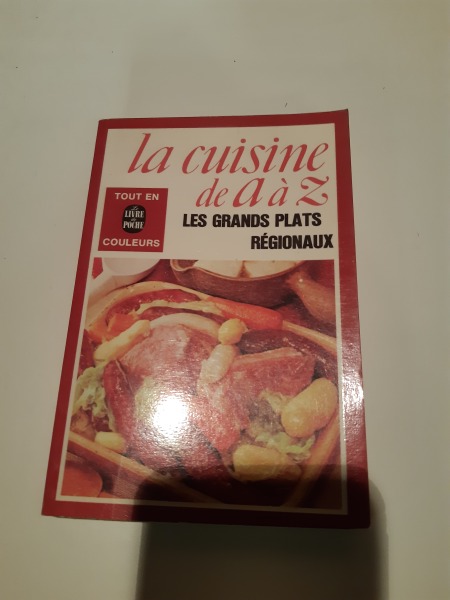 la cuisine
de a à z
TOUT EN
Le
LIVRE
de
POCHE
COULEURS
LES GRANDS PLATS
RÉGIONAUX